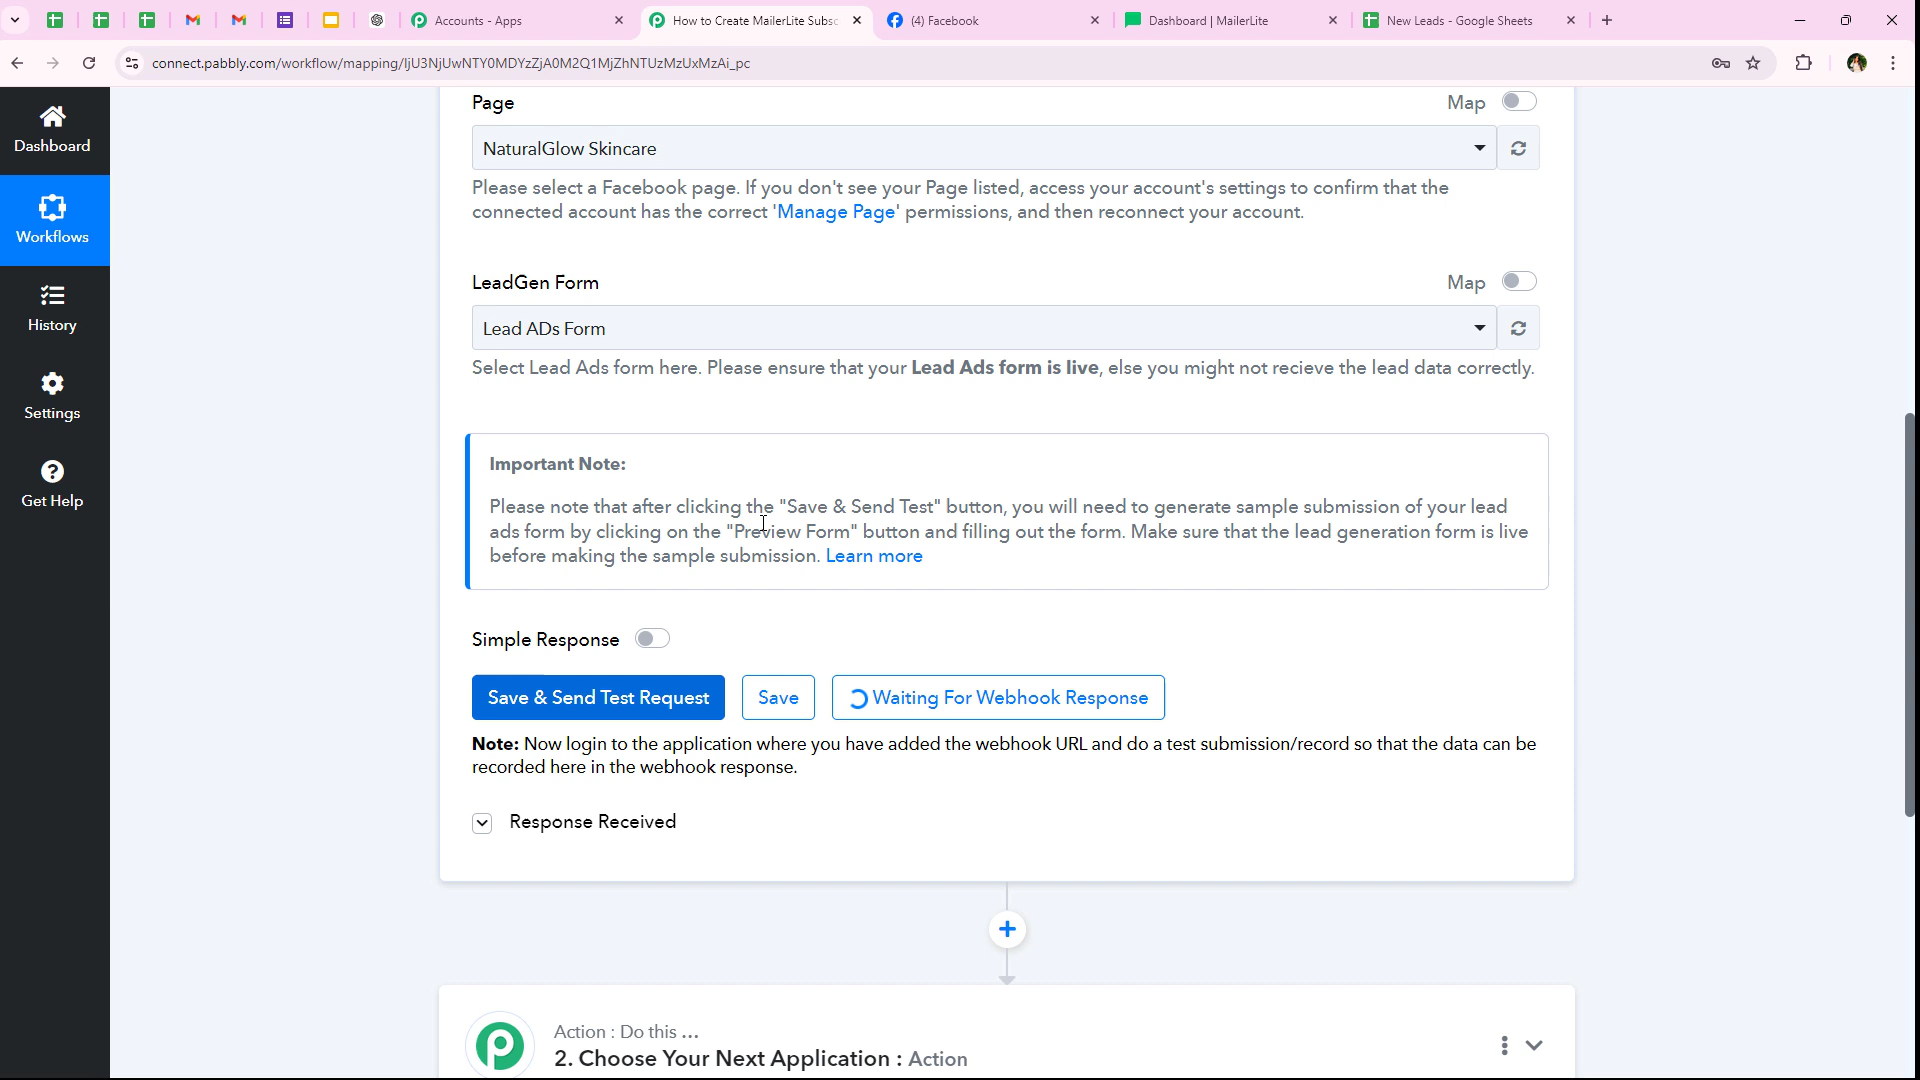 Accounts - Apps
How to Create MailerLite Subsc
(4) Facebook
Dashboard | MailerLite
New Leads - Google Sheets
connect.pabbly.com/workflow/mapping/IjU3NjUwNTY0MDYzZjA0M2Q1MjZhNTUzMzUxMzAi_pc
Dashboard
Workflows
History
Settings
Get Help
Page
Map
NaturalGlow Skincare
Please select a Facebook page. If you don't see your Page listed, access your account's settings to confirm that the
connected account has the correct 'Manage Page' permissions, and then reconnect your account.
LeadGen Form
Map
Lead ADs Form
Select Lead Ads form here. Please ensure that your Lead Ads form is live, else you might not recieve the lead data correctly.
Important Note:
Please note that after clicking the "Save & Send Test" button, you will need to generate sample submission of your lead
ads form by clicking on the "Preview Form" button and filling out the form. Make sure that the lead generation form is live
before making the sample submission. Learn more
Simple Response
Save & Send Test Request
Save
Waiting For Webhook Response
Note: Now login to the application where you have added the webhook URL and do a test submission/record so that the data can be
recorded here in the webhook response.
Response Received
Action : Do this ...
2. Choose Your Next Application : Action